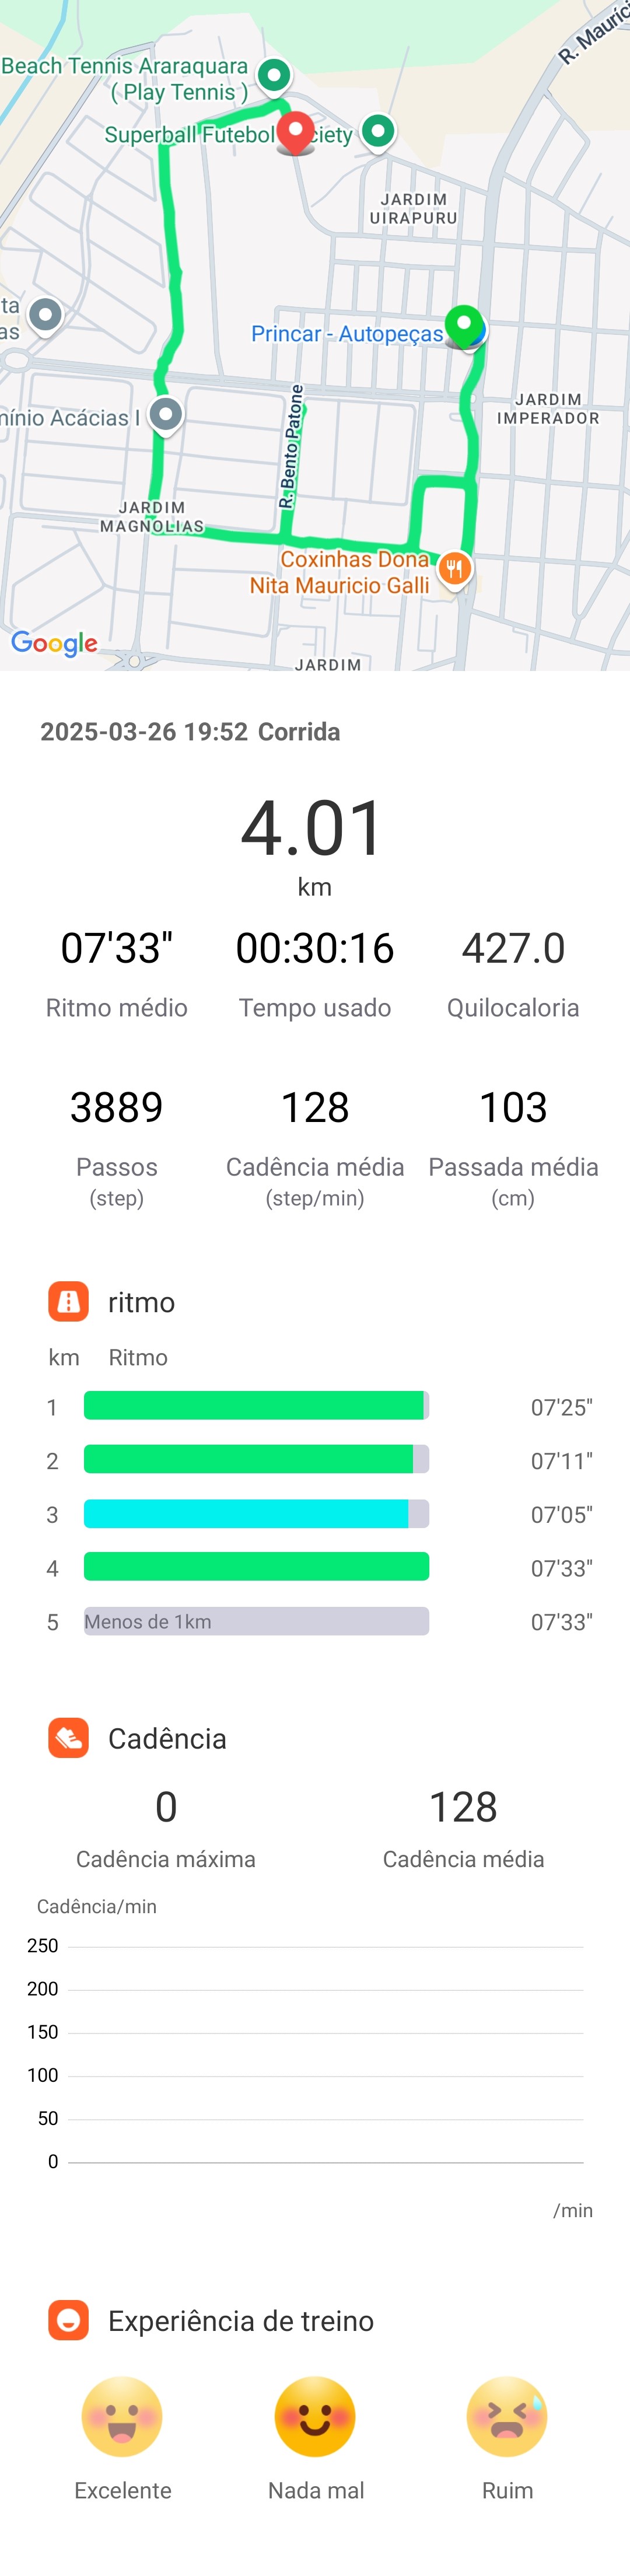 R. Mauríci
Beach Tennis Araraquara
( Play Tennis )
Superball Futebol
ciety
JARDIM
UIRAPURU
ta
as
Princar - Autopeças
JARDIM
IMPERADOR
mínio Acácias I
R. Bento Patone
JARDIM
MAGNOLIAS
Coxinhas Dona
Nita Mauricio Galli
Google
JARDIM
2025-03-26 19:52 Corrida
4.01
km
07'33" 00:30:16 427.0
Ritmo médio Tempo usado Quilocaloria
3889 128 103
Passos Cadência média Passada média
(step) (step/min) (cm)
ritmo
km Ritmo
1 07'25"
2 07'11"
3 07'05"
4 07'33"
5 Menos de 1km 07'33"
Cadência
0 128
Cadência máxima Cadência média
Cadência/min
250
200
150
100
50
0
/min
Experiência de treino
Excelente Nada mal Ruim